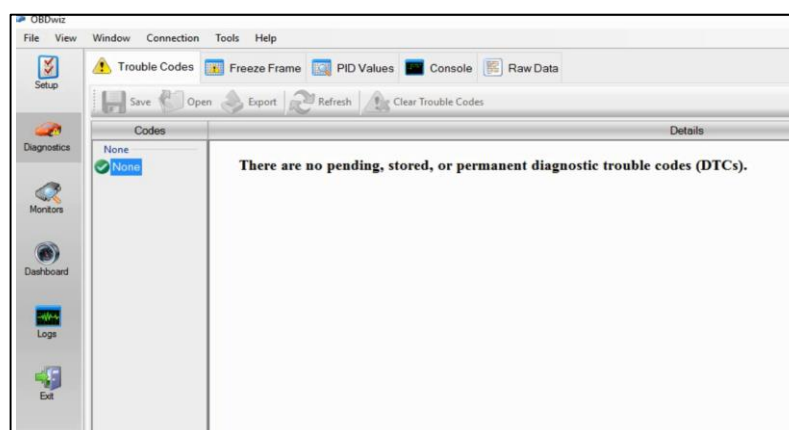 OBDwiz
File View Window Connection Tools Help
Setup
Trouble Codes Freeze Frame PID Values Console Raw Data
Save Open Export Refresh Clear Trouble Codes
Codes Details
Diagnostics
None
None
There are no pending, stored, or permanent diagnostic trouble codes (DTCs).
Monitors
Dashboard
Logs
Exit